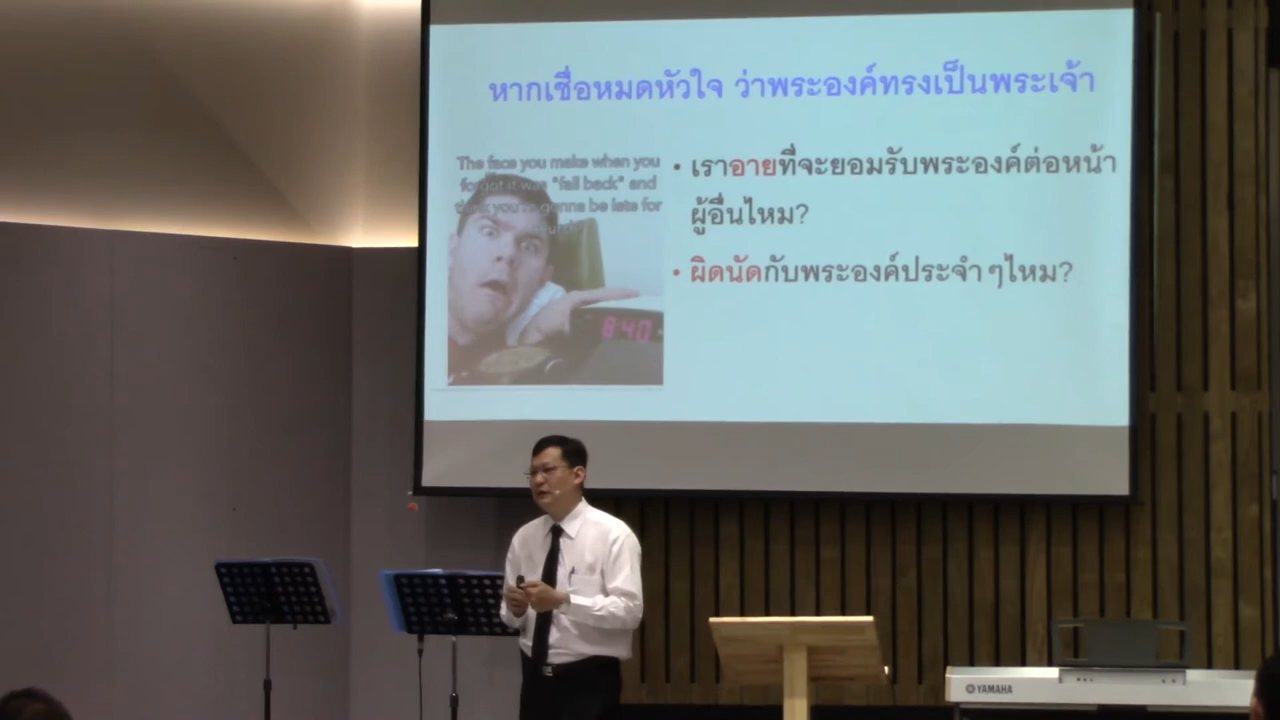 หากเชื่อหมดหัวใจ ว่าพระองค์ทรงเป็นพระเจ้า
The face you make when you
forgot it was "fall back" and
think you're gonna be late for
8:40
• เราอายที่จะยอมรับพระองค์ต่อหน้า
ผู้อื่นไหม?
• ผิดนัดกับพระองค์ประจำๆไหม?
YAMAHA